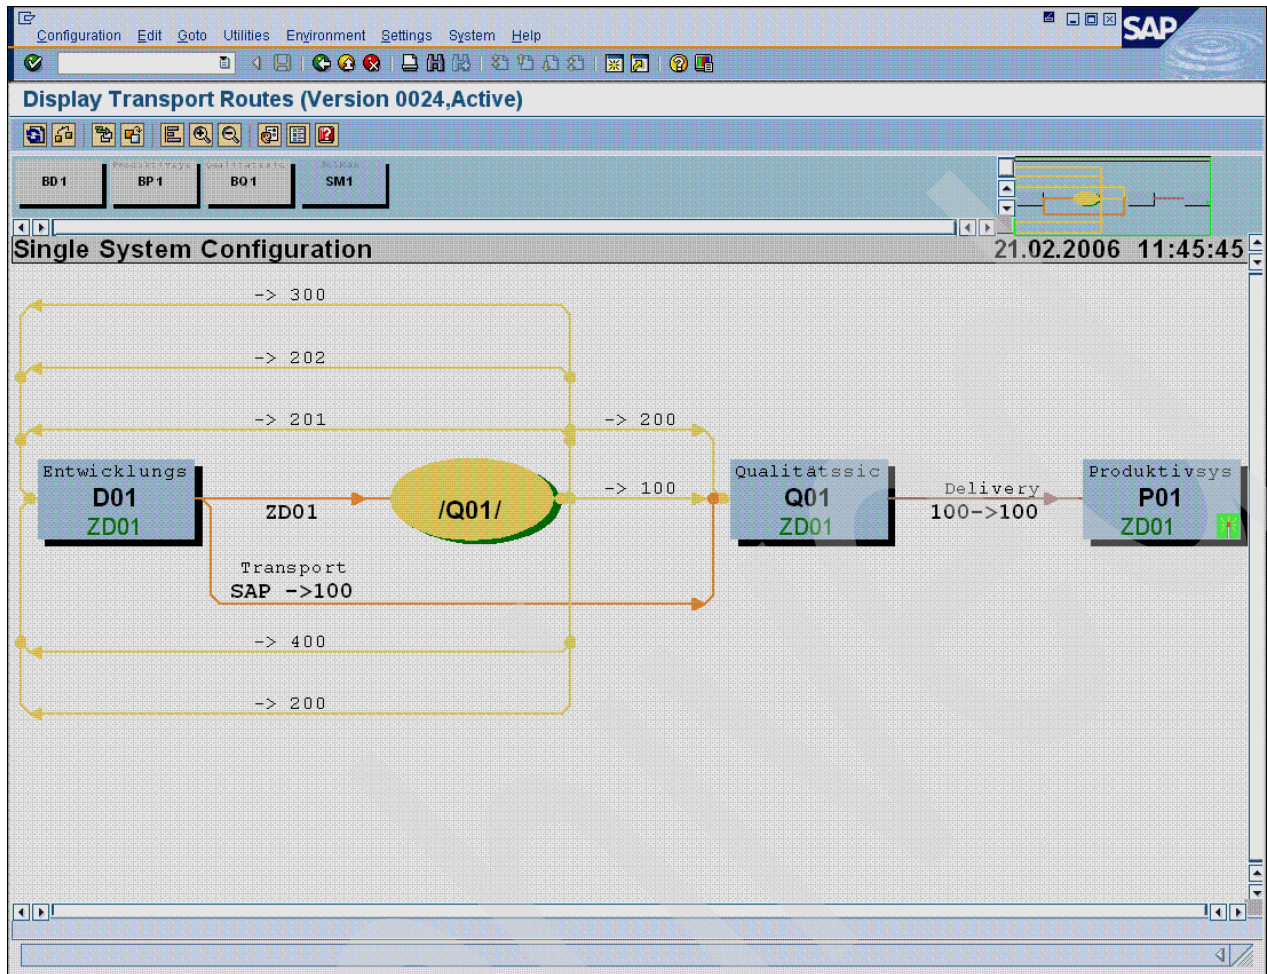 Configuration Edit Goto Utilities Environment Settings System Help
SAP
Display Transport Routes (Version 0024,Active)
Produktivsys
BD1 BP1 BQ1 SM1
Single System Configuration 21.02.2006 11:45:45
-> 300
-> 202
-> 201 -> 200
Entwicklungs Qualitätssic Produktivsys
D01 -> 100 Q01 Delivery P01
ZD01 ZD01 /Q01/ ZD01 100->100 ZD01
Transport
SAP ->100
-> 400
-> 200